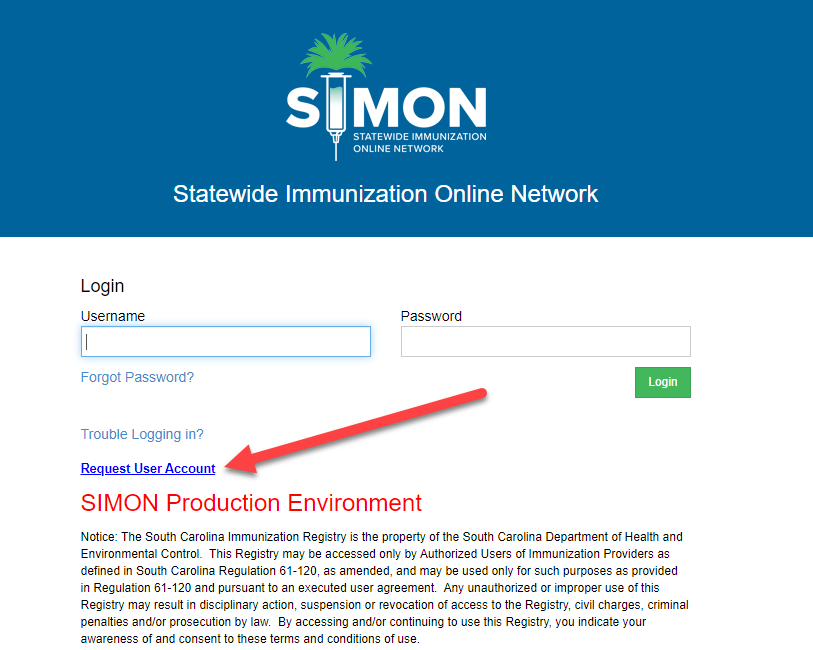 SIMON
STATEWIDE IMMUNIZATION
ONLINE NETWORK
Statewide Immunization Online Network
Login
Username
Password
Forgot Password?
Login
Trouble Logging in?
Request User Account
SIMON Production Environment
Notice: The South Carolina Immunization Registry is the property of the South Carolina Department of Health and
Environmental Control.  This Registry may be accessed only by Authorized Users of Immunization Providers as
defined in South Carolina Regulation 61-120, as amended, and may be used only for such purposes as provided
in Regulation 61-120 and pursuant to an executed user agreement.  Any unauthorized or improper use of this
Registry may result in disciplinary action, suspension or revocation of access to the Registry, civil charges, criminal
penalties and/or prosecution by law.  By accessing and/or continuing to use this Registry, you indicate your
awareness of and consent to these terms and conditions of use.